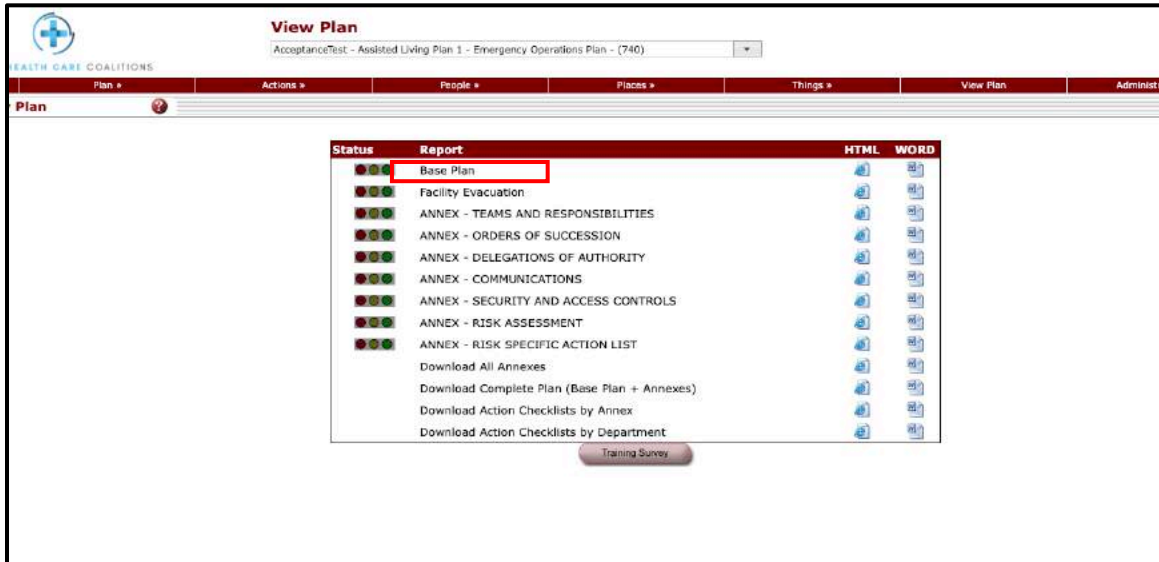 View Plan
AcceptanceTest - Assisted Living Plan 1 - Emergency Operations Plan - (740)
HEALTH CARE COALITIONS
Plan » Actions » People » Places » Things » View Plan Administ
Plan
Status Report HTML WORD
Base Plan
Facility Evacuation
ANNEX - TEAMS AND RESPONSIBILITIES
ANNEX - ORDERS OF SUCCESSION
ANNEX - DELEGATIONS OF AUTHORITY
ANNEX - COMMUNICATIONS
ANNEX - SECURITY AND ACCESS CONTROLS
ANNEX - RISK ASSESSMENT
ANNEX - RISK SPECIFIC ACTION LIST
Download All Annexes
Download Complete Plan (Base Plan + Annexes)
Download Action Checklists by Annex
Download Action Checklists by Department
Training Survey